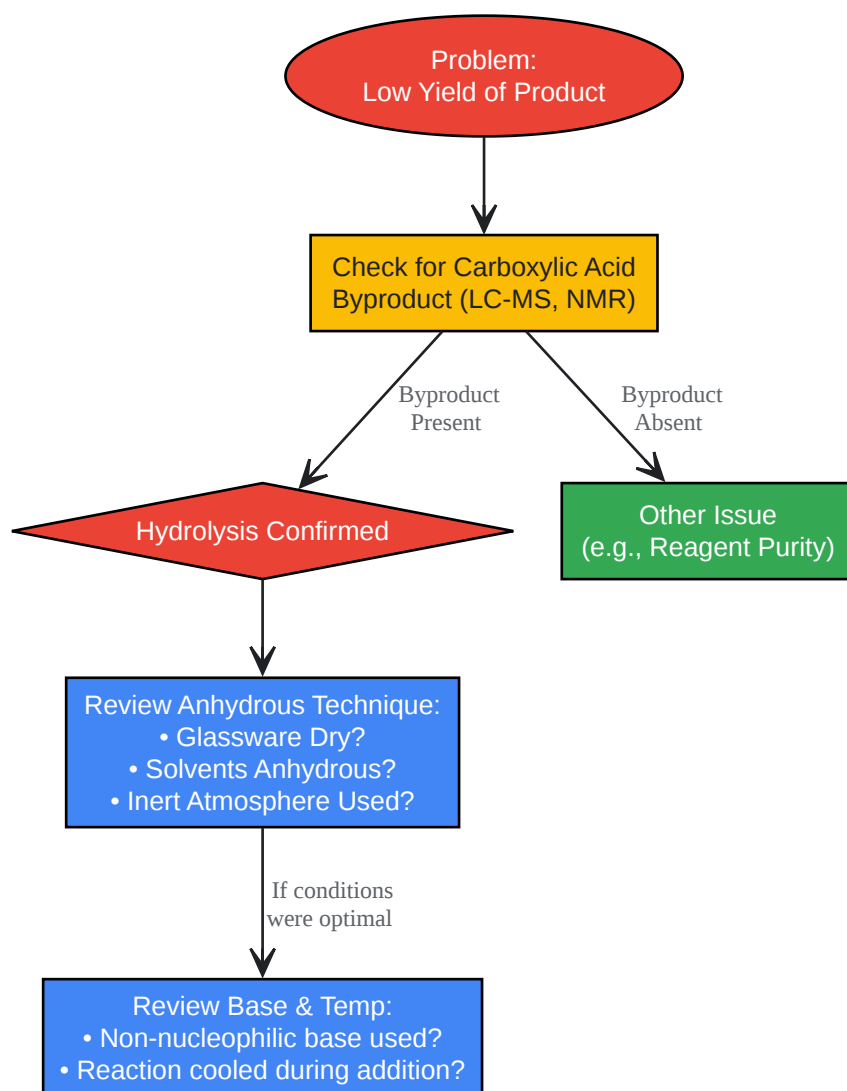 Problem:
Low Yield of Product
Check for Carboxylic Acid
Byproduct (LC-MS, NMR)
Byproduct
Present
Byproduct
Absent
Hydrolysis Confirmed
Other Issue
(e.g., Reagent Purity)
Review Anhydrous Technique:
• Glassware Dry?
• Solvents Anhydrous?
• Inert Atmosphere Used?
If conditions
were optimal
Review Base & Temp:
• Non-nucleophilic base used?
• Reaction cooled during addition?